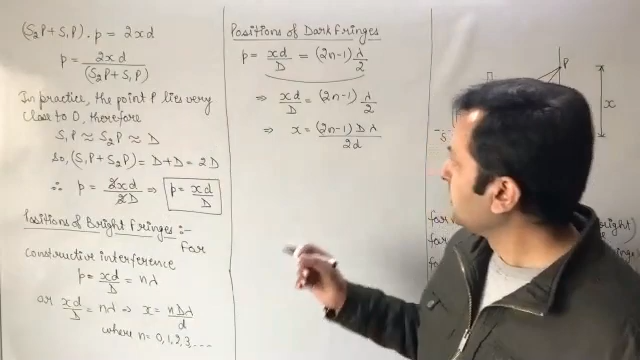 (S₂P + S₁P) · p = 2xd
p = 2xd / (S₂P + S₁P)
In practice, the point P lies very
close to O, therefore
S₁P ≈ S₂P ≈ D
So, (S₁P + S₂P) = D + D = 2D
∴ p = 2xd / 2D ⇒ p = xd / D
Positions of Bright Fringes :-
For
constructive interference
p = xd / D = nλ
or xd / D = nλ ⇒ x = nDλ / d
where n = 0, 1, 2, 3 ....
Positions of Dark Fringes
p = xd / D = (2n-1) λ / 2
⇒ xd / D = (2n-1) λ / 2
⇒ x = (2n-1) D λ / 2d
P
x
S